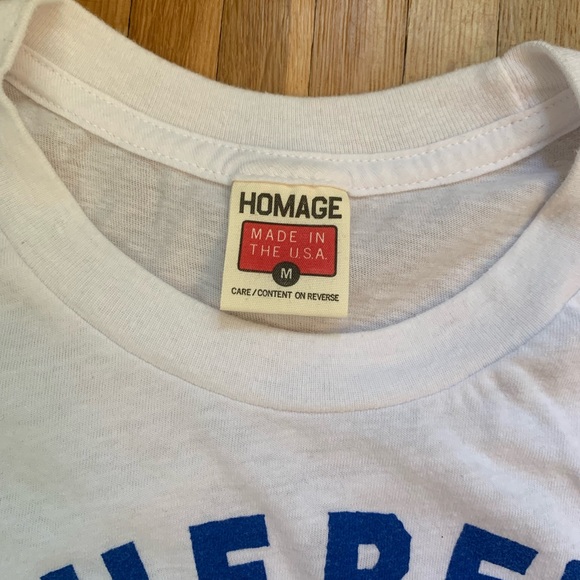 HOMAGE
MADE IN
THE U.S.A.
M
CARE/CONTENT ON REVERSE